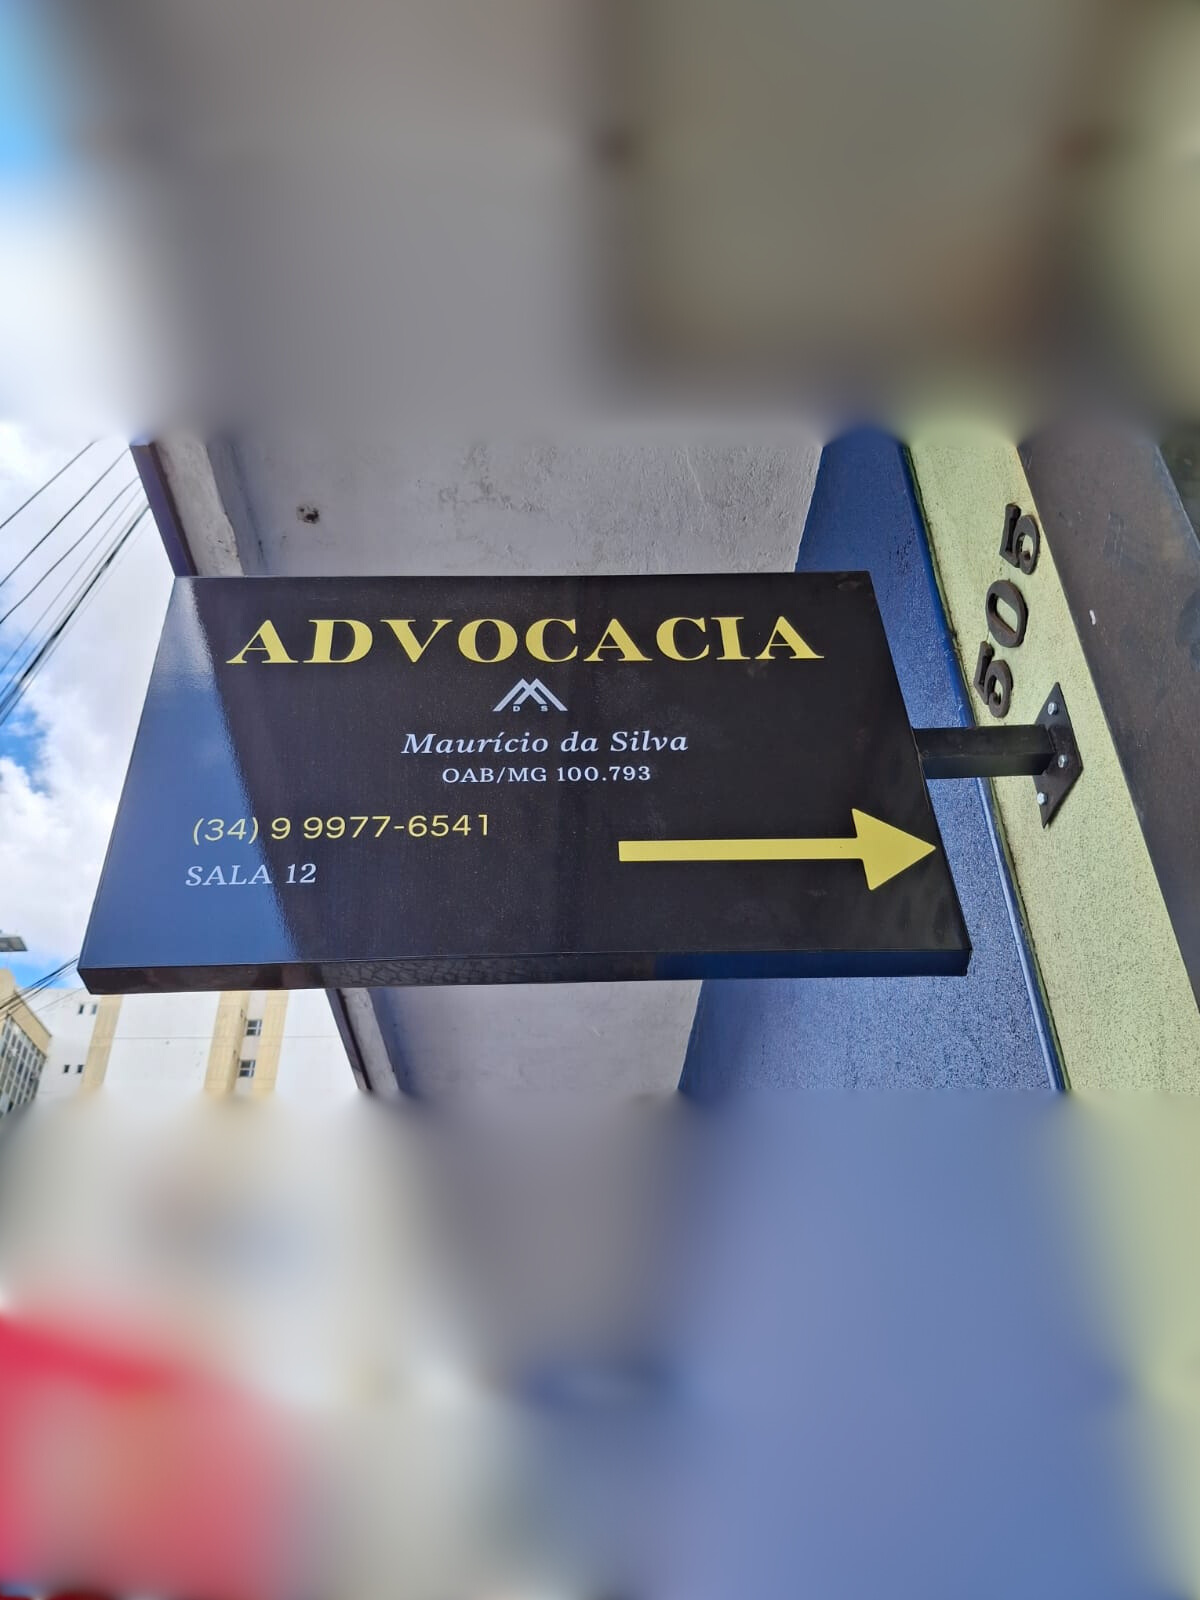 ADVOCACIA
D S
Maurício da Silva
OAB/MG 100.793
(34) 9 9977-6541
SALA 12
505